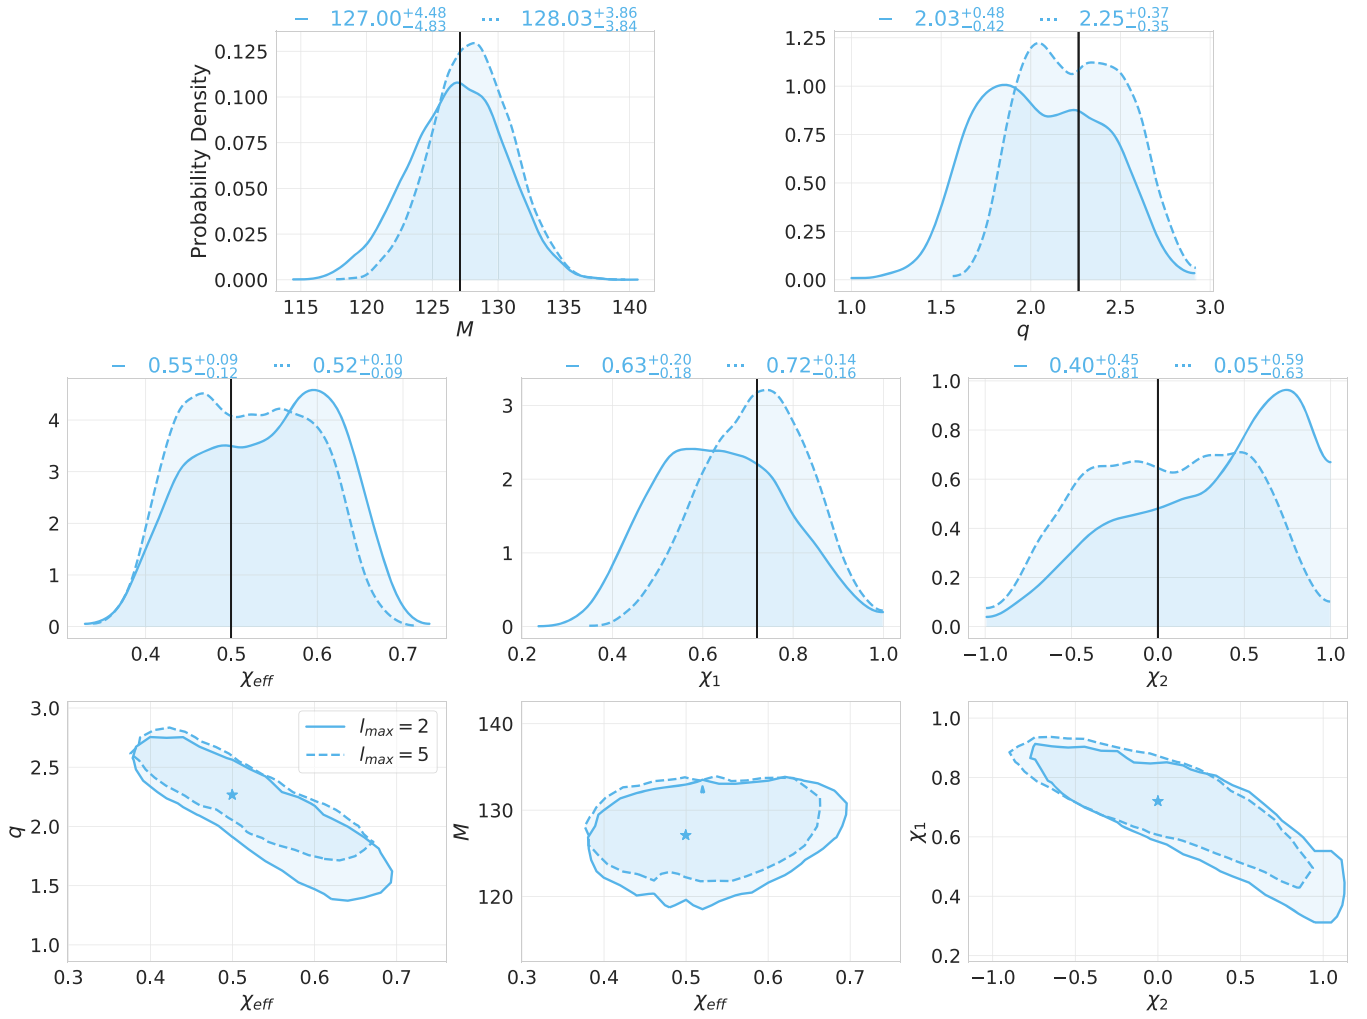 – 127.00+4.48−4.83 ··· 128.03+3.86−3.84
– 2.03+0.48−0.42 ··· 2.25+0.37−0.35
0.125
0.100
0.075
0.050
0.025
0.000
Probability Density
115 120 125 130 135 140
M
1.25
1.00
0.75
0.50
0.25
0.00
1.0 1.5 2.0 2.5 3.0
q
– 0.55+0.09−0.12 ··· 0.52+0.10−0.09
– 0.63+0.20−0.18 ··· 0.72+0.14−0.16
– 0.40+0.45−0.81 ··· 0.05+0.59−0.63
4
3
2
1
0
0.4 0.5 0.6 0.7
χeff
3
2
1
0
0.2 0.4 0.6 0.8 1.0
χ1
1.0
0.8
0.6
0.4
0.2
0.0
−1.0 −0.5 0.0 0.5 1.0
χ2
3.0
2.5
2.0
1.5
1.0
q
lmax = 2
lmax = 5
0.3 0.4 0.5 0.6 0.7
χeff
140
130
120
M
0.3 0.4 0.5 0.6 0.7
χeff
1.0
0.8
0.6
0.4
0.2
χ1
−1.0 −0.5 0.0 0.5 1.0
χ2